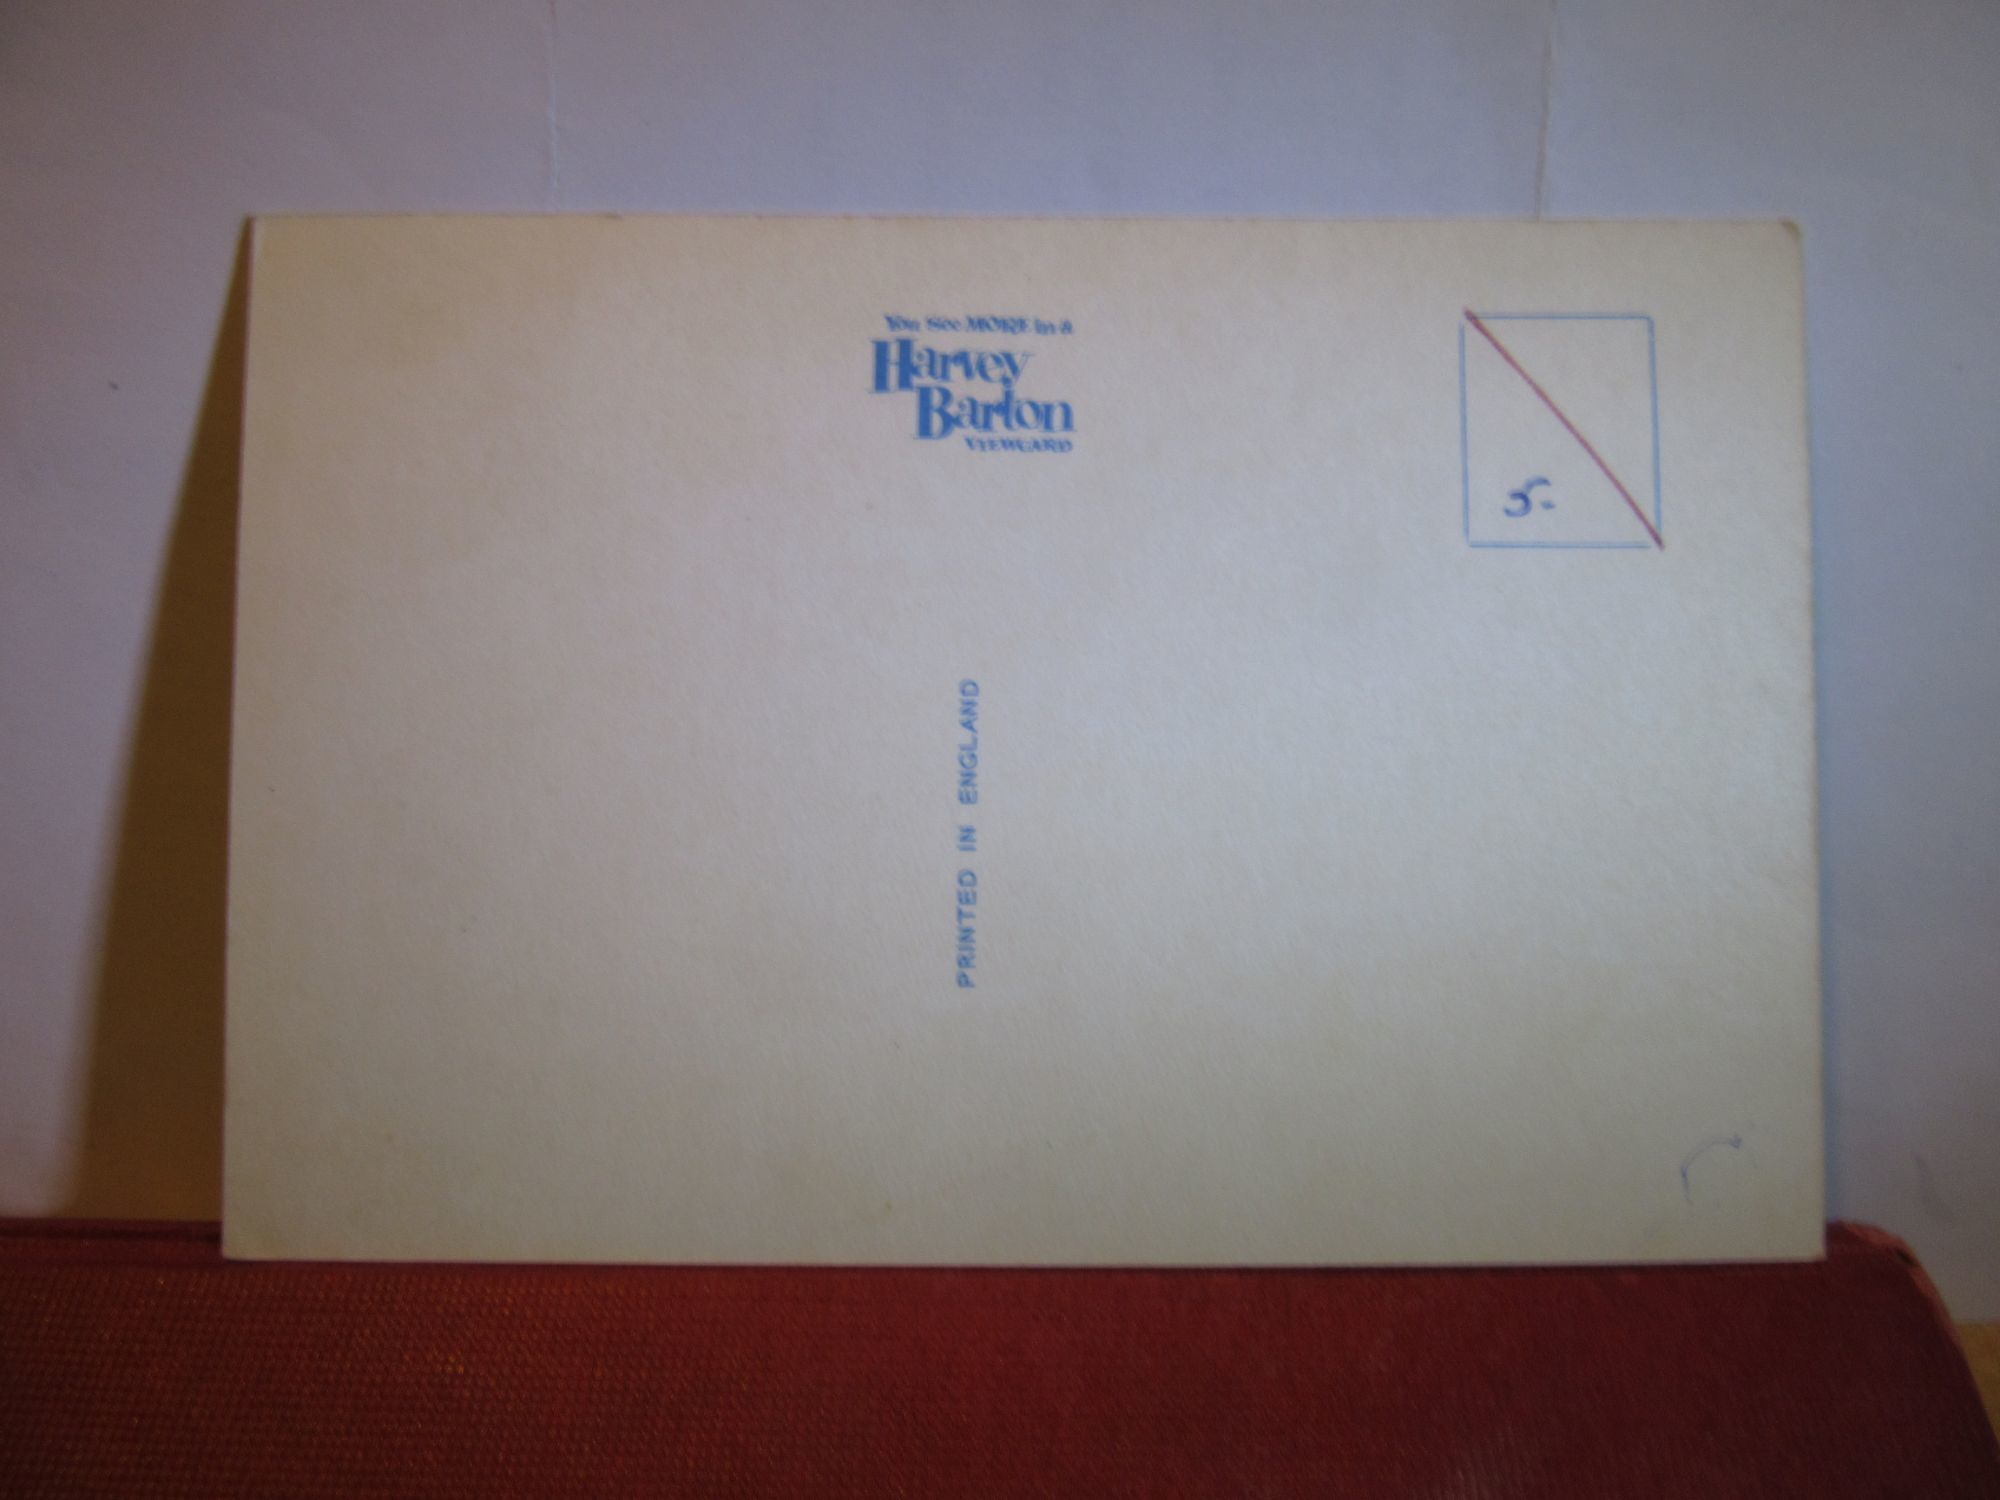 You See MORE in a
Harvey
Barton
VIEWCARD
5-
PRINTED IN ENGLAND